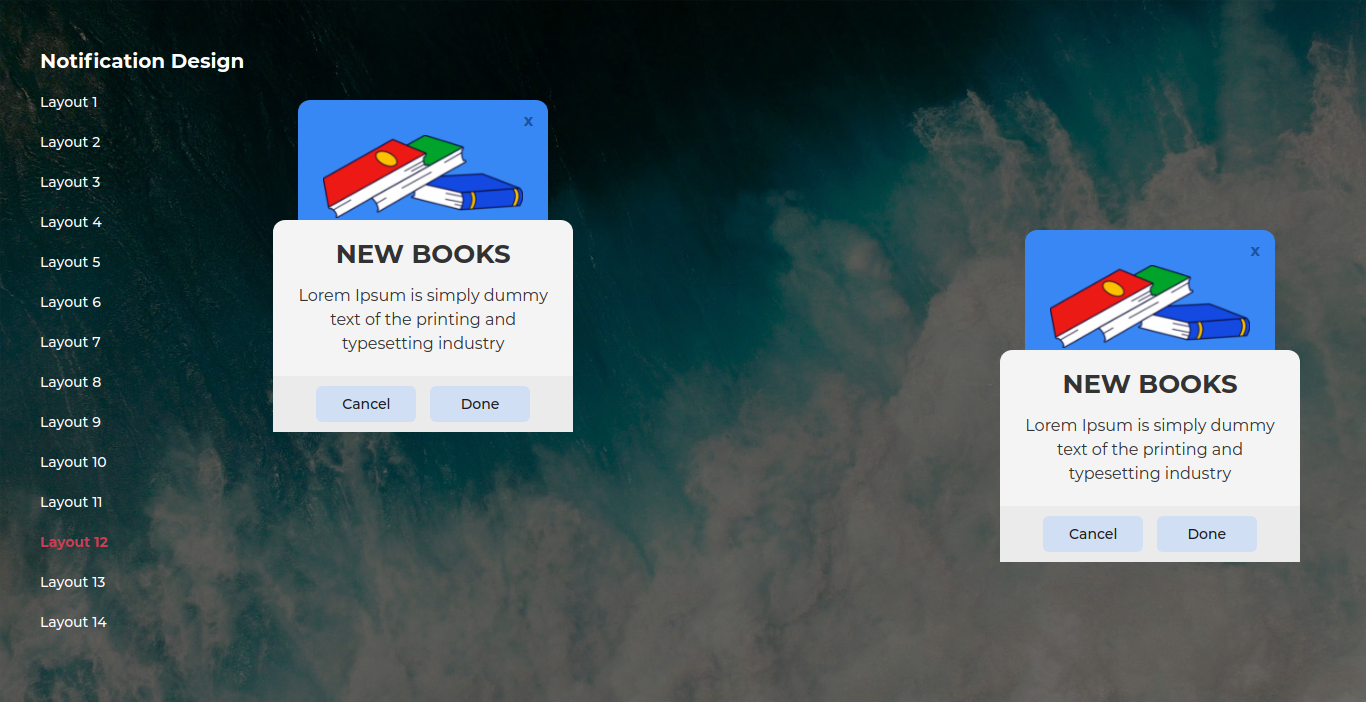 Notification Design
Layout 1
Layout 2
Layout 3
Layout 4
Layout 5
Layout 6
Layout 7
Layout 8
Layout 9
Layout 10
Layout 11
Layout 12
Layout 13
Layout 14
x
NEW BOOKS
Lorem Ipsum is simply dummy
text of the printing and
typesetting industry
Cancel
Done
x
NEW BOOKS
Lorem Ipsum is simply dummy
text of the printing and
typesetting industry
Cancel
Done